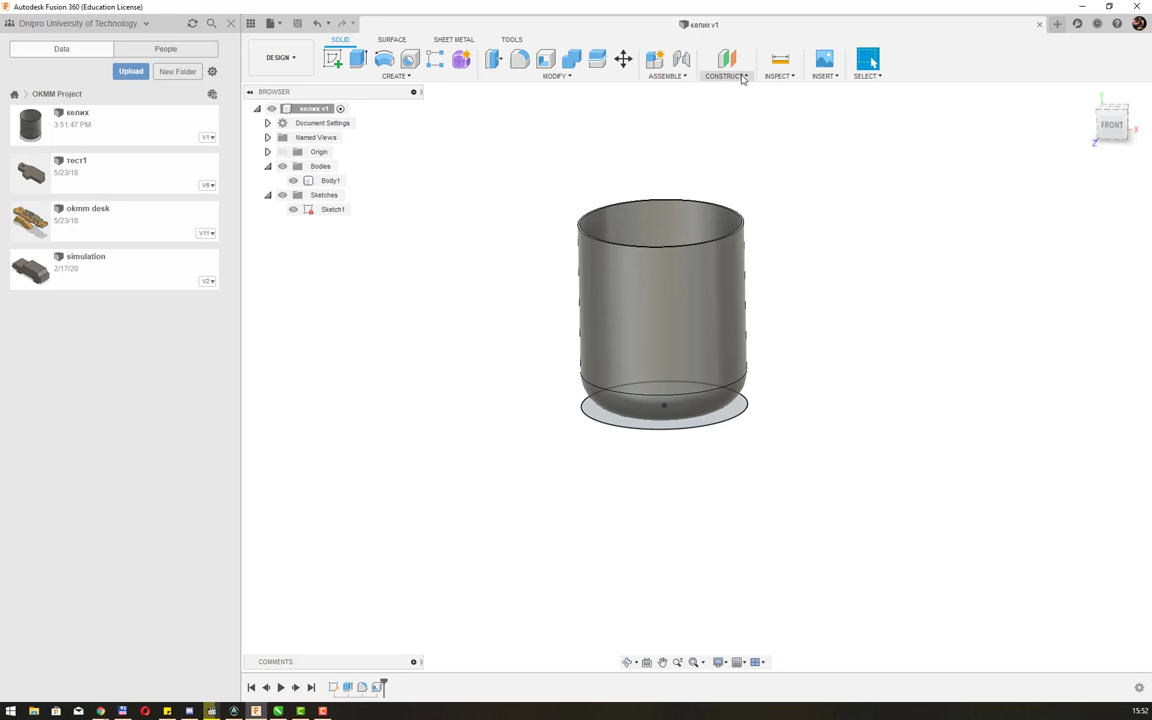 Autodesk Fusion 360 (Education License)
Dnipro University of Technology
келих v1
Data
People
Upload
New Folder
OKMM Project
келих
3:51:47 PM
V1
тест1
5/23/18
V6
okmm desk
5/23/18
V11
simulation
2/17/20
V2
DESIGN
SOLID
SURFACE
SHEET METAL
TOOLS
CREATE
MODIFY
ASSEMBLE
CONSTRUCT
INSPECT
INSERT
SELECT
BROWSER
келих v1
Document Settings
Named Views
Origin
Bodies
Body1
Sketches
Sketch1
Y
FRONT
X
Z
COMMENTS
15:52